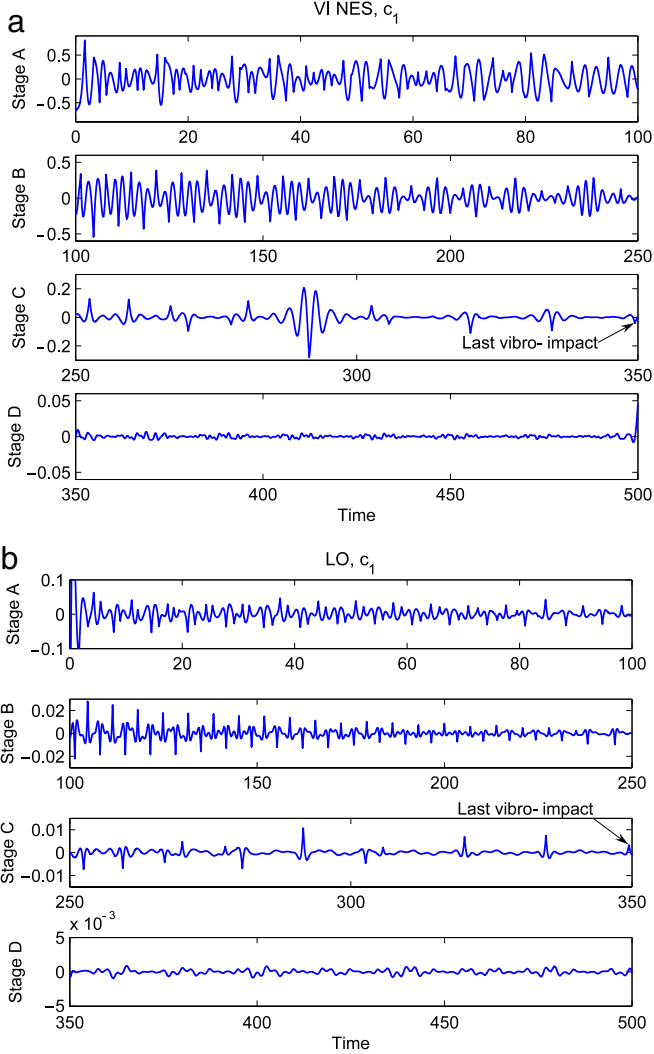 a
VI NES, c1
Stage A
0.5
0
−0.5
0 20 40 60 80 100
Stage B
0.5
0
−0.5
100 150 200 250
Stage C
0.2
0
−0.2
Last vibro- impact
250 300 350
Stage D
0.05
0
−0.05
350 400 450 500
Time
b
LO, c1
Stage A
0.1
0
−0.1
0 20 40 60 80 100
Stage B
0.02
0
−0.02
100 150 200 250
Last vibro- impact
Stage C
0.01
0
−0.01
250 300 350
x 10−3
Stage D
5
0
−5
350 400 450 500
Time